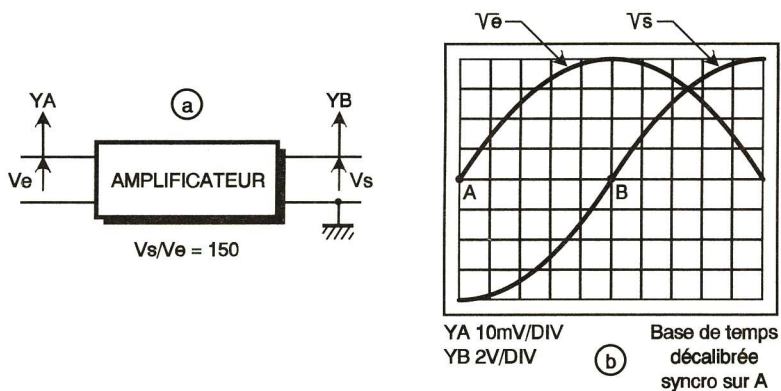 YA
YB
a
Ve
AMPLIFICATEUR
Vs
Vs/Ve = 150
Ve
Vs
A
B
YA 10mV/DIV
YB 2V/DIV
b
Base de temps
décalibrée
syncro sur A